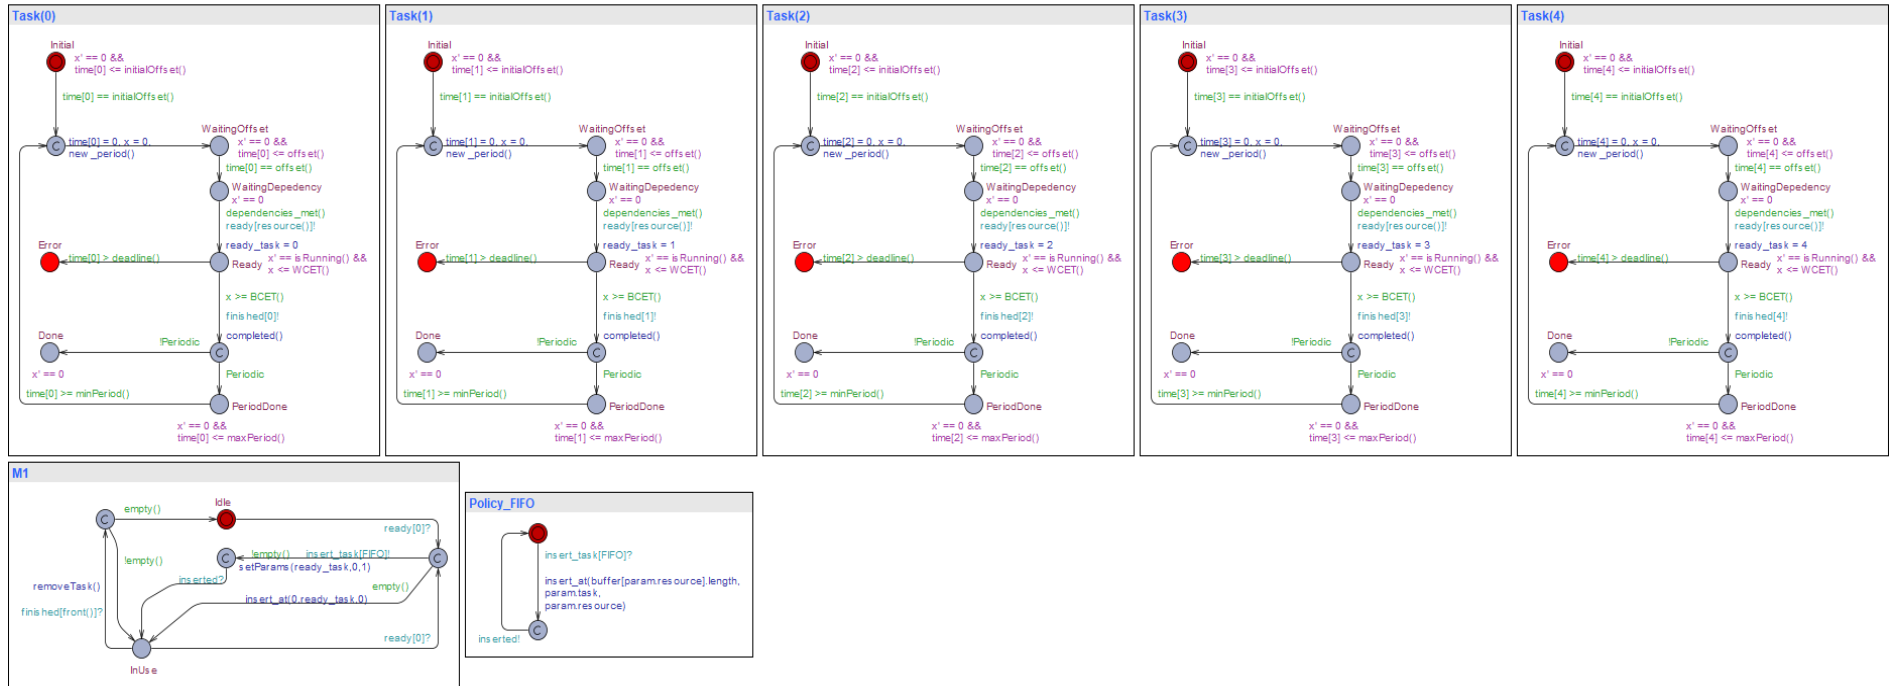 Task(0)
Initial
x' == 0 &&
time[0] <= initialOffset()
time[0] == initialOffset()
C
time[0] = 0, x = 0,
new_period()
WaitingOffset
x' == 0 &&
time[0] <= offset()
time[0] == offset()
WaitingDepedency
x' == 0
dependencies_met()
ready[resource()]!
ready_task = 0
Error
time[0] > deadline()
Ready
x' == isRunning() &&
x <= WCET()
x >= BCET()
finished[0]!
completed()
Done
!Periodic
C
x' == 0
Periodic
time[0] >= minPeriod()
PeriodDone
x' == 0 &&
time[0] <= maxPeriod()
Task(1)
Initial
x' == 0 &&
time[1] <= initialOffset()
time[1] == initialOffset()
C
time[1] = 0, x = 0,
new_period()
WaitingOffset
x' == 0 &&
time[1] <= offset()
time[1] == offset()
WaitingDepedency
x' == 0
dependencies_met()
ready[resource()]!
ready_task = 1
Error
time[1] > deadline()
Ready
x' == isRunning() &&
x <= WCET()
x >= BCET()
finished[1]!
completed()
Done
!Periodic
C
x' == 0
Periodic
time[1] >= minPeriod()
PeriodDone
x' == 0 &&
time[1] <= maxPeriod()
Task(2)
Initial
x' == 0 &&
time[2] <= initialOffset()
time[2] == initialOffset()
C
time[2] = 0, x = 0,
new_period()
WaitingOffset
x' == 0 &&
time[2] <= offset()
time[2] == offset()
WaitingDepedency
x' == 0
dependencies_met()
ready[resource()]!
ready_task = 2
Error
time[2] > deadline()
Ready
x' == isRunning() &&
x <= WCET()
x >= BCET()
finished[2]!
completed()
Done
!Periodic
C
x' == 0
Periodic
time[2] >= minPeriod()
PeriodDone
x' == 0 &&
time[2] <= maxPeriod()
Task(3)
Initial
x' == 0 &&
time[3] <= initialOffset()
time[3] == initialOffset()
C
time[3] = 0, x = 0,
new_period()
WaitingOffset
x' == 0 &&
time[3] <= offset()
time[3] == offset()
WaitingDepedency
x' == 0
dependencies_met()
ready[resource()]!
ready_task = 3
Error
time[3] > deadline()
Ready
x' == isRunning() &&
x <= WCET()
x >= BCET()
finished[3]!
completed()
Done
!Periodic
C
x' == 0
Periodic
time[3] >= minPeriod()
PeriodDone
x' == 0 &&
time[3] <= maxPeriod()
Task(4)
Initial
x' == 0 &&
time[4] <= initialOffset()
time[4] == initialOffset()
C
time[4] = 0, x = 0,
new_period()
WaitingOffset
x' == 0 &&
time[4] <= offset()
time[4] == offset()
WaitingDepedency
x' == 0
dependencies_met()
ready[resource()]!
ready_task = 4
Error
time[4] > deadline()
Ready
x' == isRunning() &&
x <= WCET()
x >= BCET()
finished[4]!
completed()
Done
!Periodic
C
x' == 0
Periodic
time[4] >= minPeriod()
PeriodDone
x' == 0 &&
time[4] <= maxPeriod()
M1
Idle
empty()
C
ready[0]?
!empty()
C
!empty()
insert_task[FIFO]!
C
setParams(ready_task,0,1)
inserted?
removeTask()
empty()
insert_at(0,ready_task,0)
finished[front()]?
ready[0]?
InUse
Policy_FIFO
insert_task[FIFO]?
insert_at(buffer[param.resource].length,
param.task,
param.resource)
C
inserted!